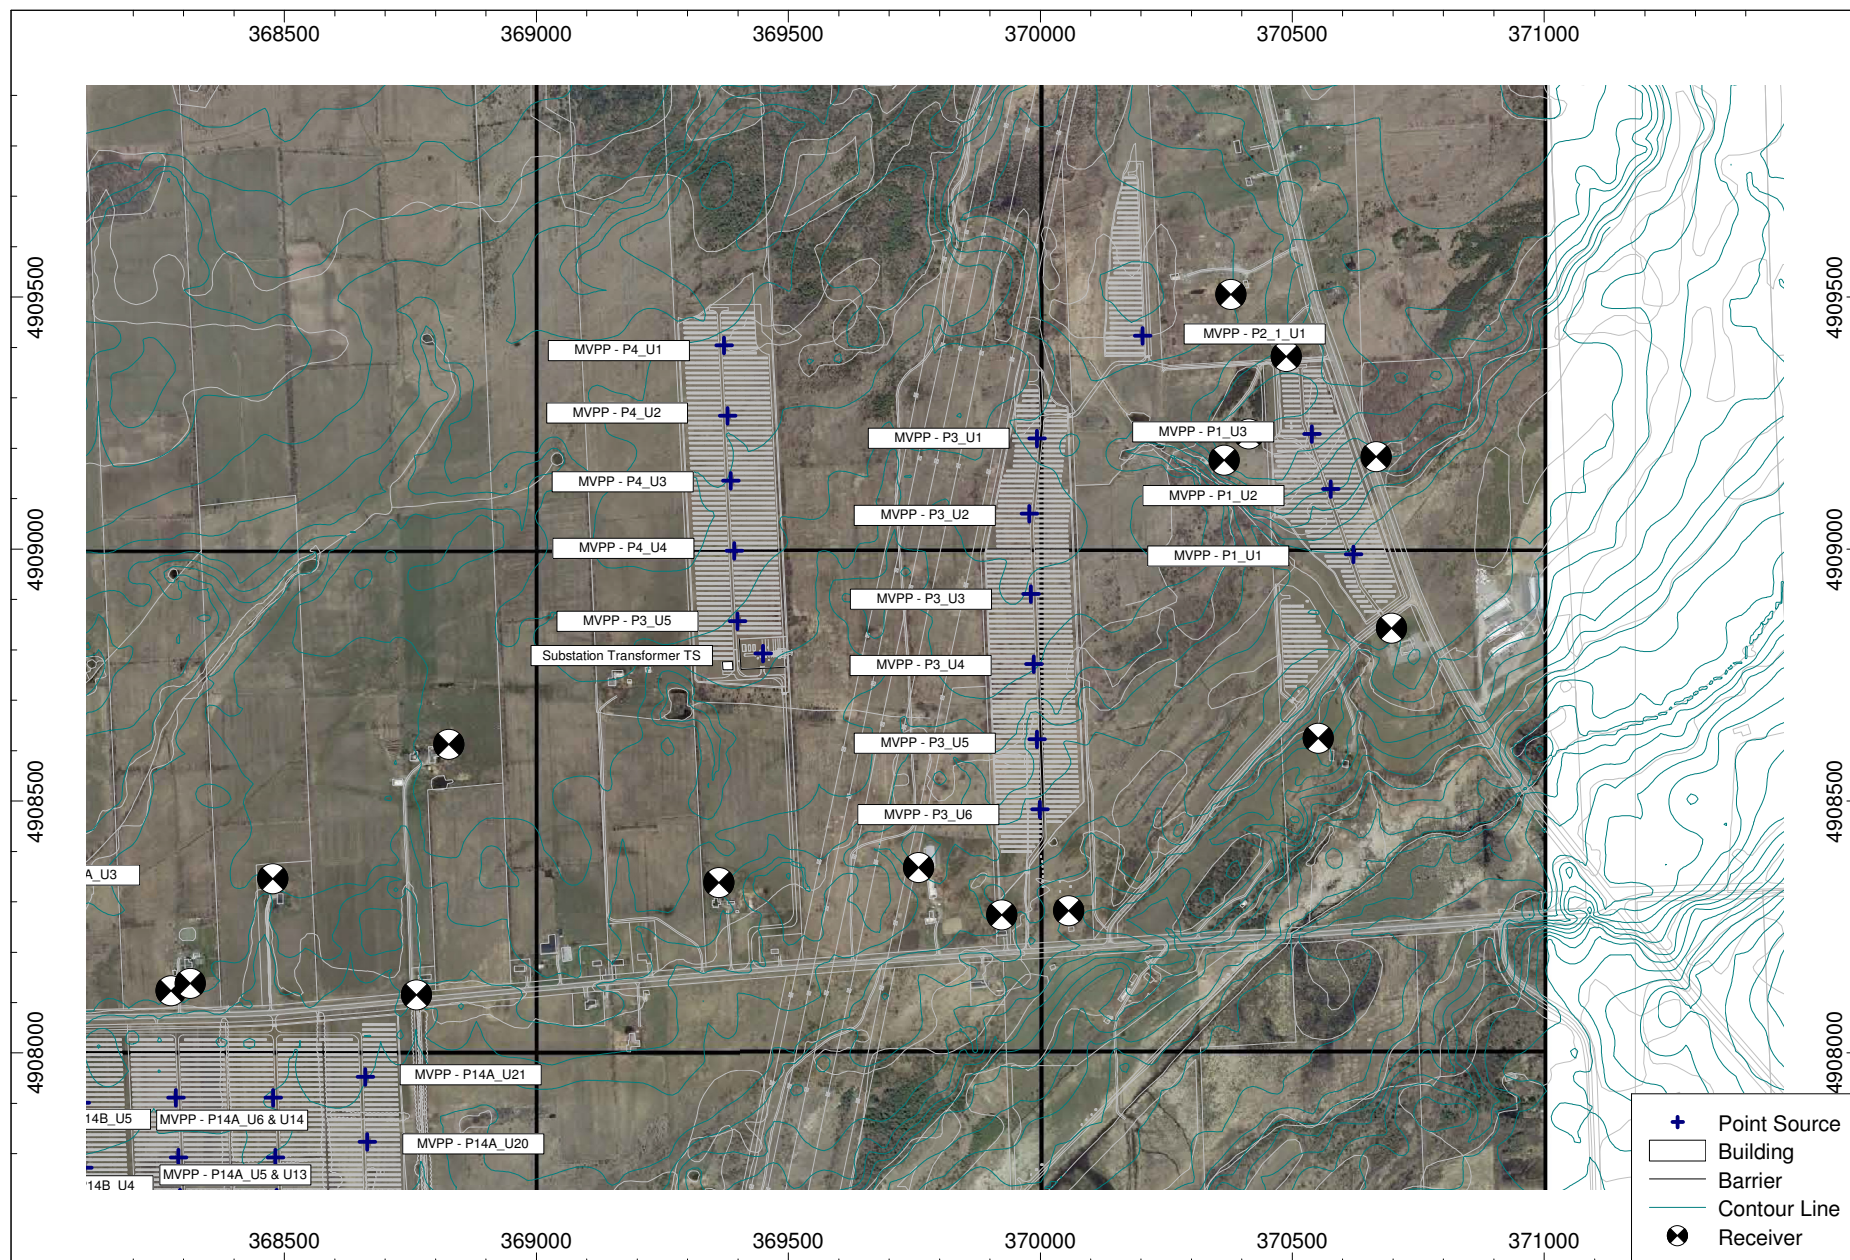 368500 369000 369500 370000 370500 371000
4909500
4909500
MVPP - P2_1_U1
MVPP - P4_U1
MVPP - P4_U2
MVPP - P1_U3
MVPP - P3_U1
MVPP - P4_U3
MVPP - P1_U2
MVPP - P3_U2
4909000
4909000
MVPP - P4_U4
MVPP - P1_U1
MVPP - P3_U3
MVPP - P3_U5
Substation Transformer TS
MVPP - P3_U4
MVPP - P3_U5
4908500
4908500
MVPP - P3_U6
A_U3
4908000
4908000
MVPP - P14A_U21
14B_U5
MVPP - P14A_U6 & U14
MVPP - P14A_U20
MVPP - P14A_U5 & U13
14B_U4
Point Source
Building
Barrier
Contour Line
Receiver
368500 369000 369500 370000 370500 371000